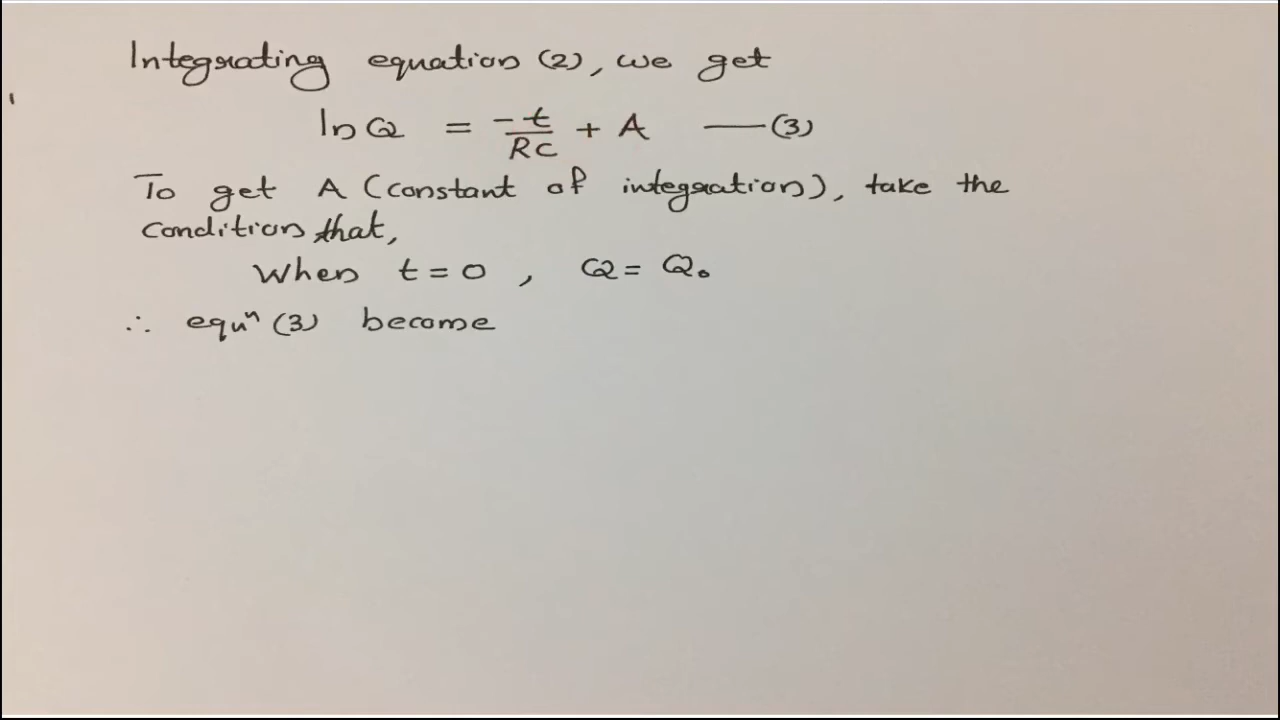 Integrating equation (2), we get
ln Q = -t/RC + A —(3)
To get A (constant of integration), take the
condition that,
When t = 0 , Q = Q₀
∴ equⁿ (3) become